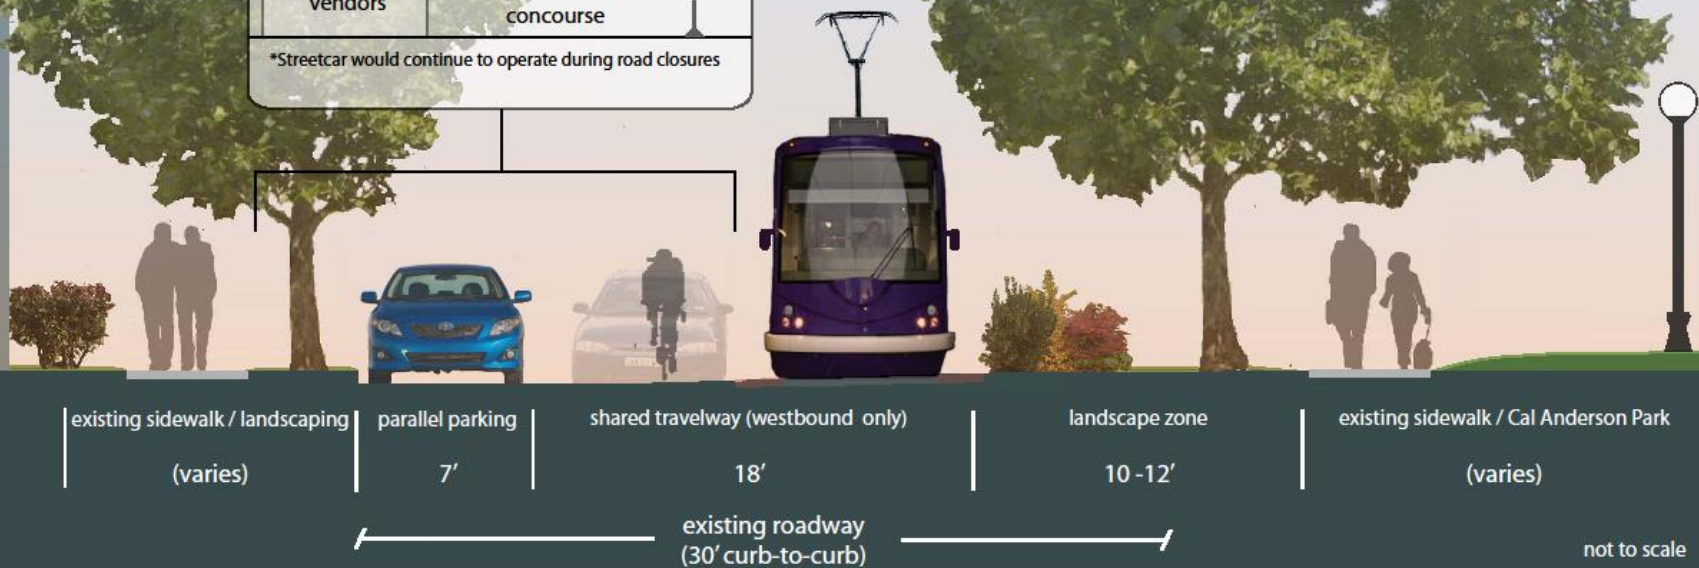 vendors
concourse
*Streetcar would continue to operate during road closures
existing sidewalk / landscaping
(varies)
parallel parking
7'
shared travelway (westbound only)
18'
landscape zone
10 -12'
existing sidewalk / Cal Anderson Park
(varies)
existing roadway
(30' curb-to-curb)
not to scale